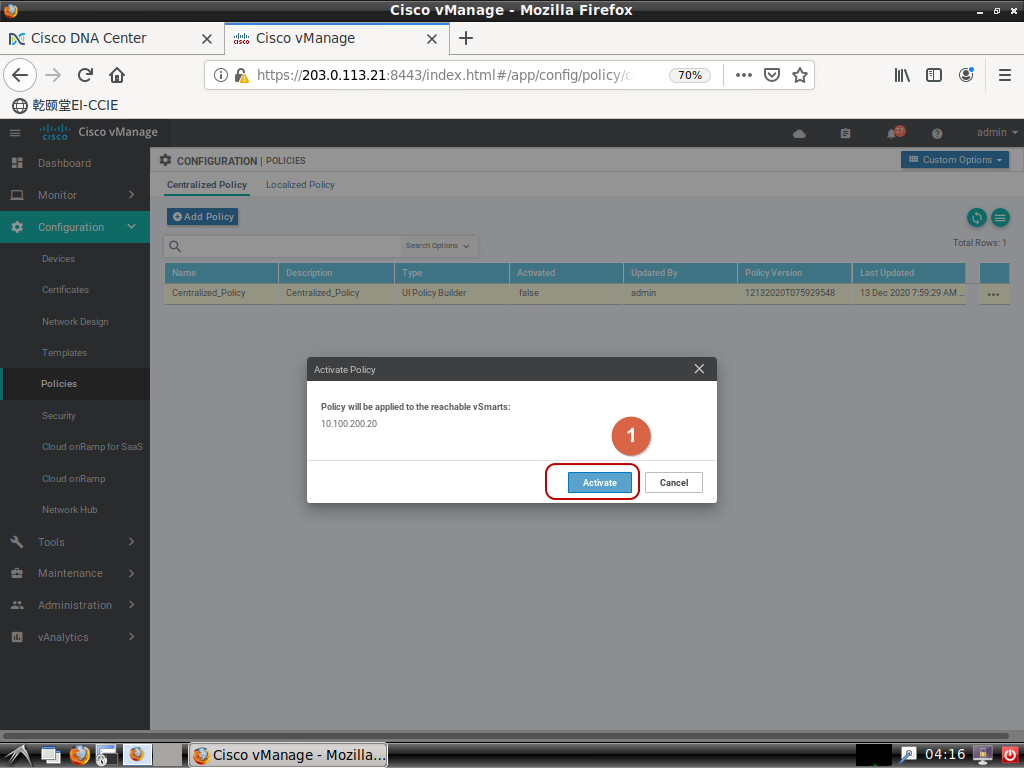 Cisco vManage - Mozilla Firefox
Cisco DNA Center
Cisco vManage
https://203.0.113.21:8443/index.html#/app/config/policy/c
70%
乾颐堂EI-CCIE
cisco Cisco vManage
27
admin
Dashboard
Monitor
Configuration
Devices
Certificates
Network Design
Templates
Policies
Security
Cloud onRamp for SaaS
Cloud onRamp
Network Hub
Tools
Maintenance
Administration
vAnalytics
CONFIGURATION | POLICIES
Custom Options
Centralized Policy Localized Policy
Add Policy
Search Options
Total Rows: 1
Name Description Type Activated Updated By Policy Version Last Updated
Centralized_Policy Centralized_Policy UI Policy Builder false admin 12132020T075929548 13 Dec 2020 7:59:29 AM ...
Activate Policy
Policy will be applied to the reachable vSmarts:
10.100.200.20
1
Activate Cancel
Cisco vManage - Mozilla...
04:16